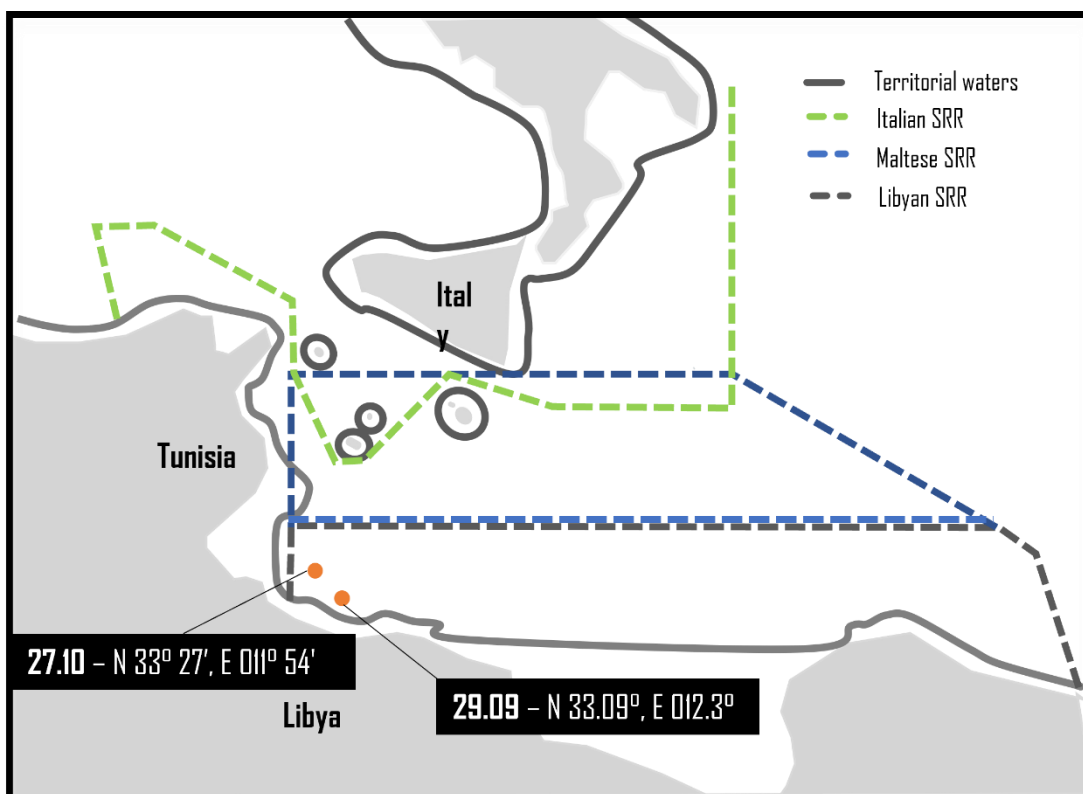 Territorial waters
Italian SRR
Maltese SRR
Libyan SRR
Ital
y
Tunisia
27.10 – N 33º 27’, E 011º 54'
29.09 – N 33.09º, E 012.3º
Libya